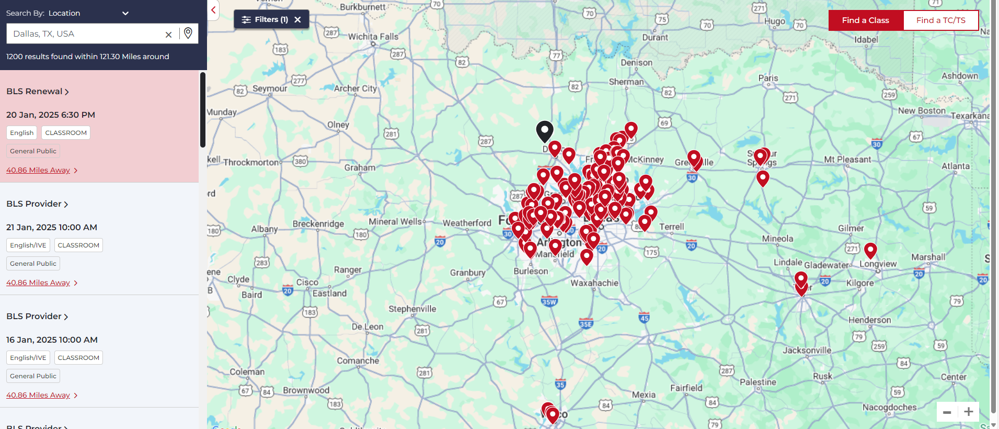 Search By: Location
Dallas, TX, USA
1200 results found within 121.30 Miles around
BLS Renewal
20 Jan, 2025 6:30 PM
English
CLASSROOM
General Public
40.86 Miles Away
BLS Provider
21 Jan, 2025 10:00 AM
English/IVE
CLASSROOM
General Public
40.86 Miles Away
BLS Provider
16 Jan, 2025 10:00 AM
English/IVE
CLASSROOM
General Public
40.86 Miles Away
BLS Provider
Filters (1)
Find a Class
Find a TC/TS
Burkburnett
70
70
271
71
75
70
Hugo
70
287
Wichita Falls
Durant
Idabel
183
287
77
82
Denison
277
82
Seymour
Archer City
82
Sherman
82
Paris
271
259
Ashdown
Munday
New Boston
Texarkana
Olney
281
287
69
67
30
Throckmorton
380
Graham
McKinney
Mt Pleasant
Atlanta
30
287
59
Albany
Breckenridge
Mineral Wells
Weatherford
180
180
30
20
Terrell
20
Gilmer
Mineola
Arlington
20
Mansfield
175
271
Marshall
Longview
Lindale
Gladewater
283
Ranger
Granbury
Burleson
Clyde
Cisco
Baird
20
Eastland
Waxahachie
Kilgore
20
20
20
67
35W
79
Stephenville
183
45
35E
Henderson
De Leon
281
79
259
59
Jacksonville
Comanche
Coleman
281
287
84
Rusk
Center
67
84
Brownwood
35
Palestine
183
Mexia
Fairfield
84
84
59
Nacogdoches
79
Google